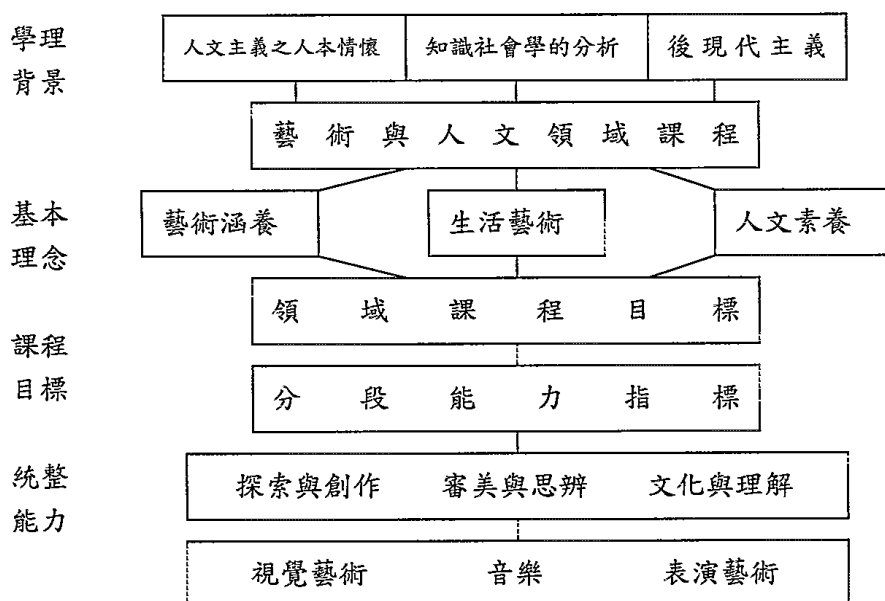 學理
背景
人文主義之人本情懷 知識社會學的分析 後現代主義
藝術與人文領域課程
基本
理念
藝術涵養 生活藝術 人文素養
領域課程目標
課程
目標
分段能力指標
統整
能力
探索與創作 審美與思辨 文化與理解
視覺藝術 音樂 表演藝術